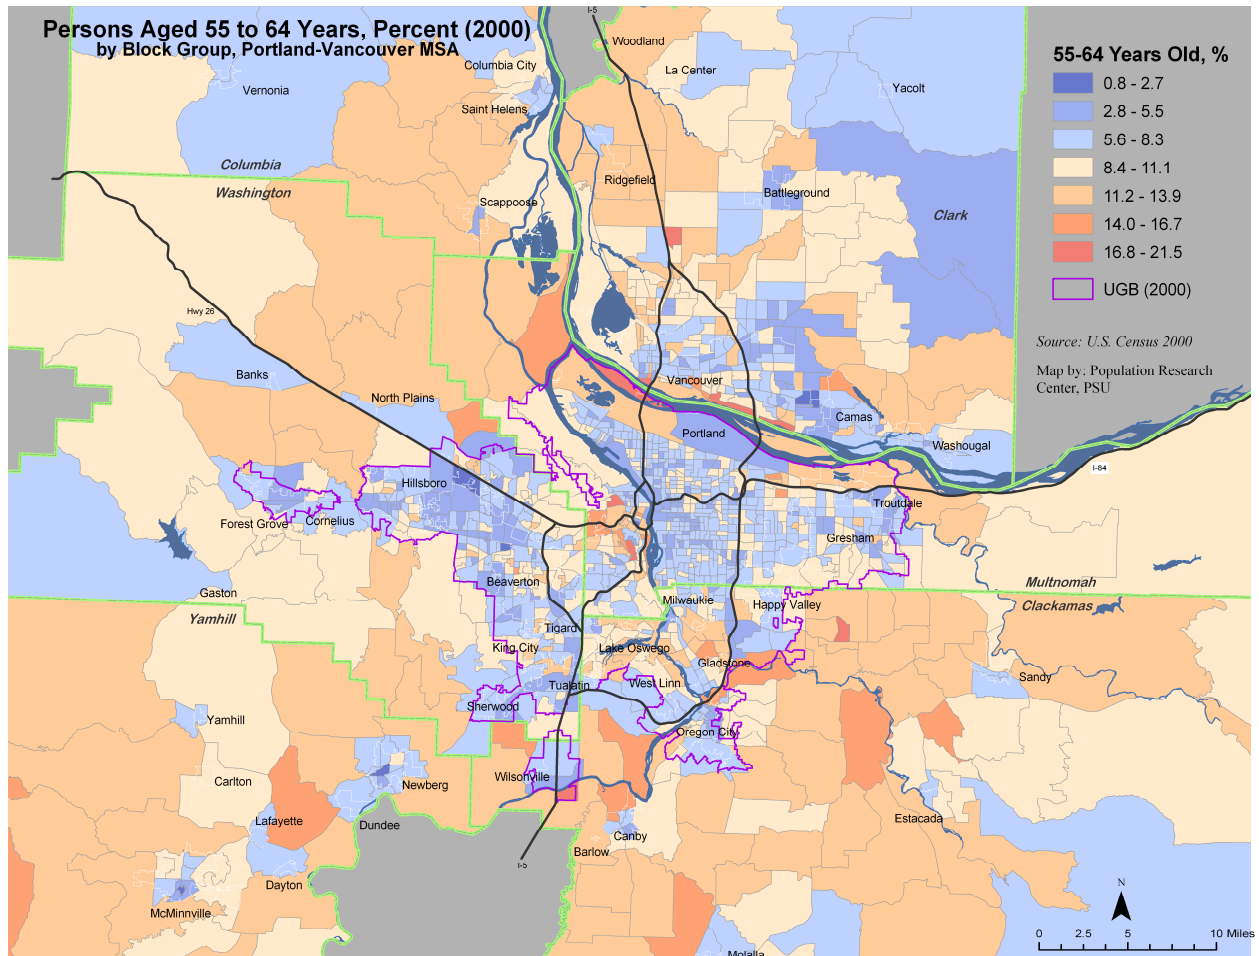 Persons Aged 55 to 64 Years, Percent (2000)
by Block Group, Portland-Vancouver MSA
I-5
Woodland
La Center
Columbia City
Vernonia
Yacolt
Saint Helens
Columbia
Washington
Ridgefield
Battleground
Scappoose
Clark
Hwy 26
Banks
Vancouver
North Plains
Camas
Portland
Washougal
I-84
Hillsboro
Troutdale
Forest Grove
Cornelius
Gresham
Beaverton
Multnomah
Gaston
Milwaukie
Happy Valley
Clackamas
Yamhill
Tigard
King City
Lake Oswego
Gladstone
Sandy
Tualatin
West Linn
Sherwood
Yamhill
Oregon City
Wilsonville
Carlton
Newberg
Lafayette
Dundee
Estacada
Canby
Barlow
I-5
Dayton
McMinnville
Molalla
55-64 Years Old, %
0.8 - 2.7
2.8 - 5.5
5.6 - 8.3
8.4 - 11.1
11.2 - 13.9
14.0 - 16.7
16.8 - 21.5
UGB (2000)
Source: U.S. Census 2000
Map by: Population Research
Center, PSU
N
0 2.5 5 10 Miles